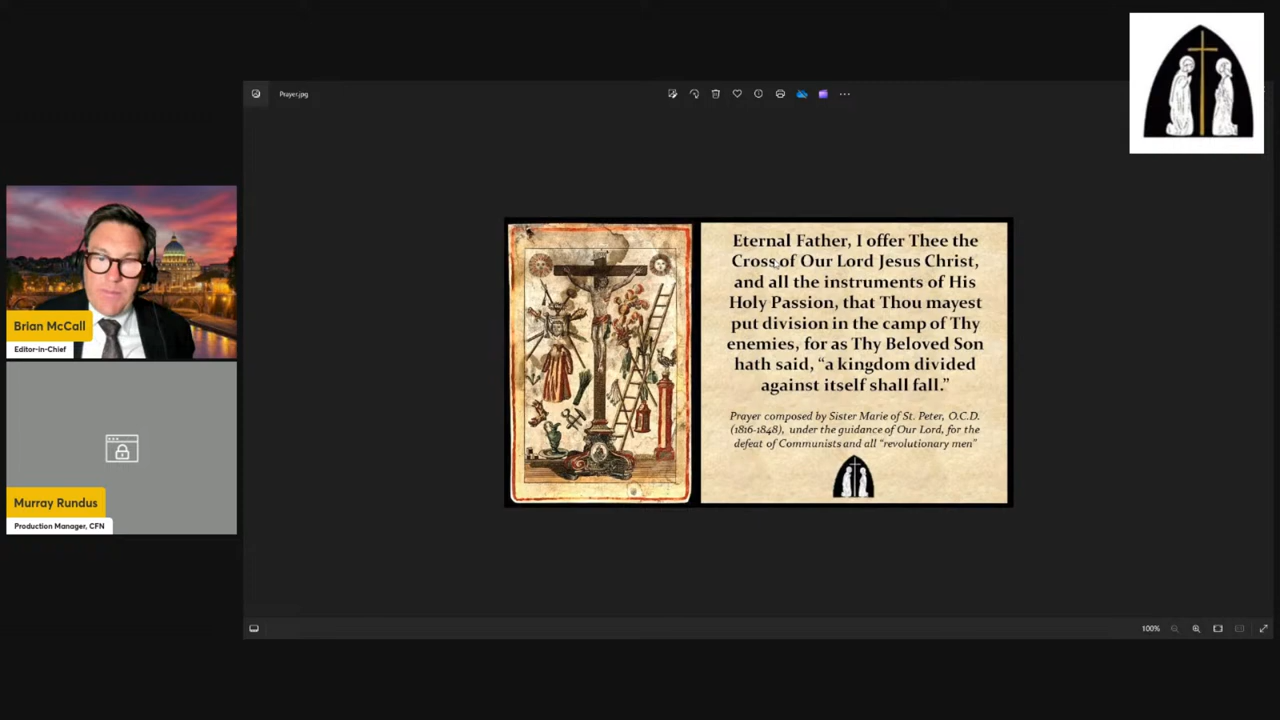 Prayer.jpg
Eternal Father, I offer Thee the
Cross of Our Lord Jesus Christ,
and all the instruments of His
Holy Passion, that Thou mayest
put division in the camp of Thy
enemies, for as Thy Beloved Son
hath said, “a kingdom divided
against itself shall fall.”
Prayer composed by Sister Marie of St. Peter, O.C.D.
(1816-1848), under the guidance of Our Lord, for the
defeat of Communists and all “revolutionary men”
Brian McCall
Editor-in-Chief
Murray Rundus
Production Manager, CFN
100%